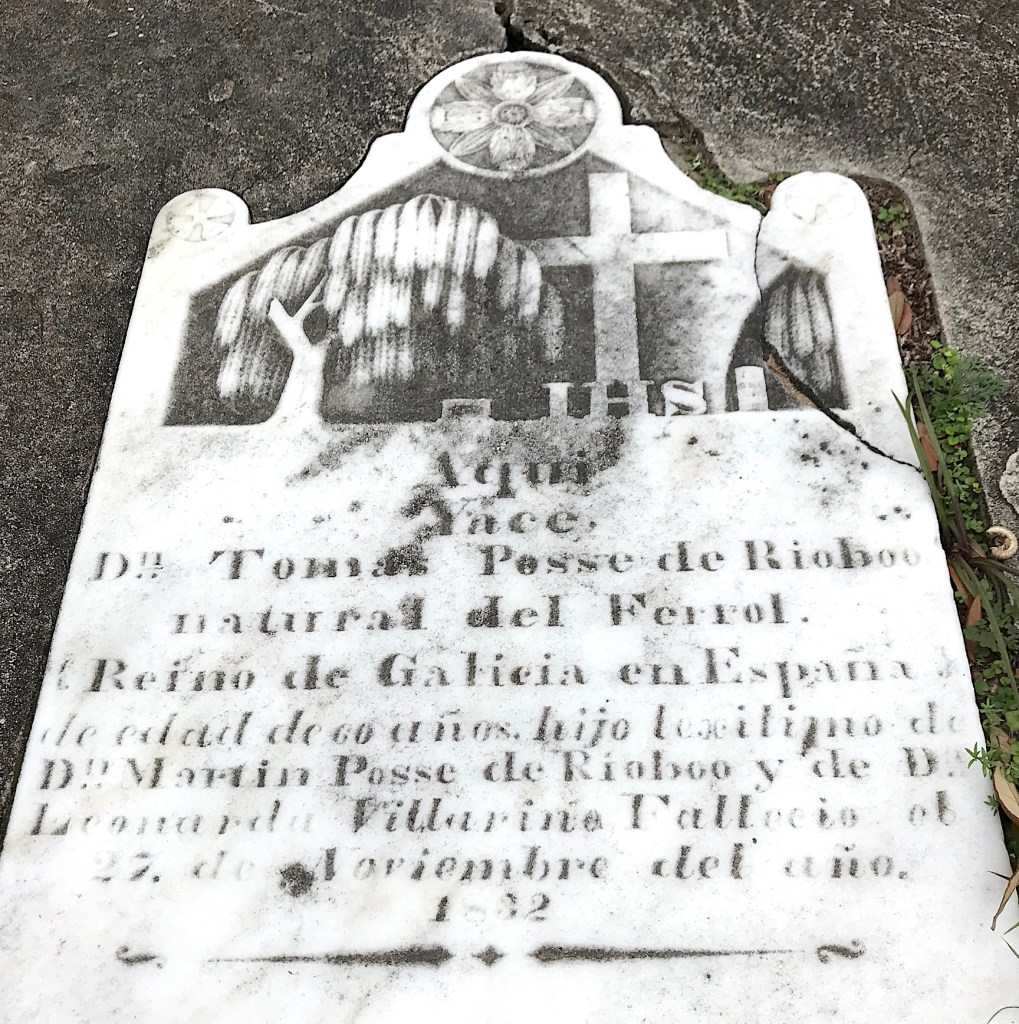 IHS
Aqui
Yace.
Dn. Tomas Posse de Rioboo
natural del Ferrol.
(Reino de Galicia en España)
de edad de 60 años, hijo lexitimo de
Dn. Martin Posse de Rioboo y de Da.
Leonarda Villarino Fallecio el
27. de Noviembre del año.